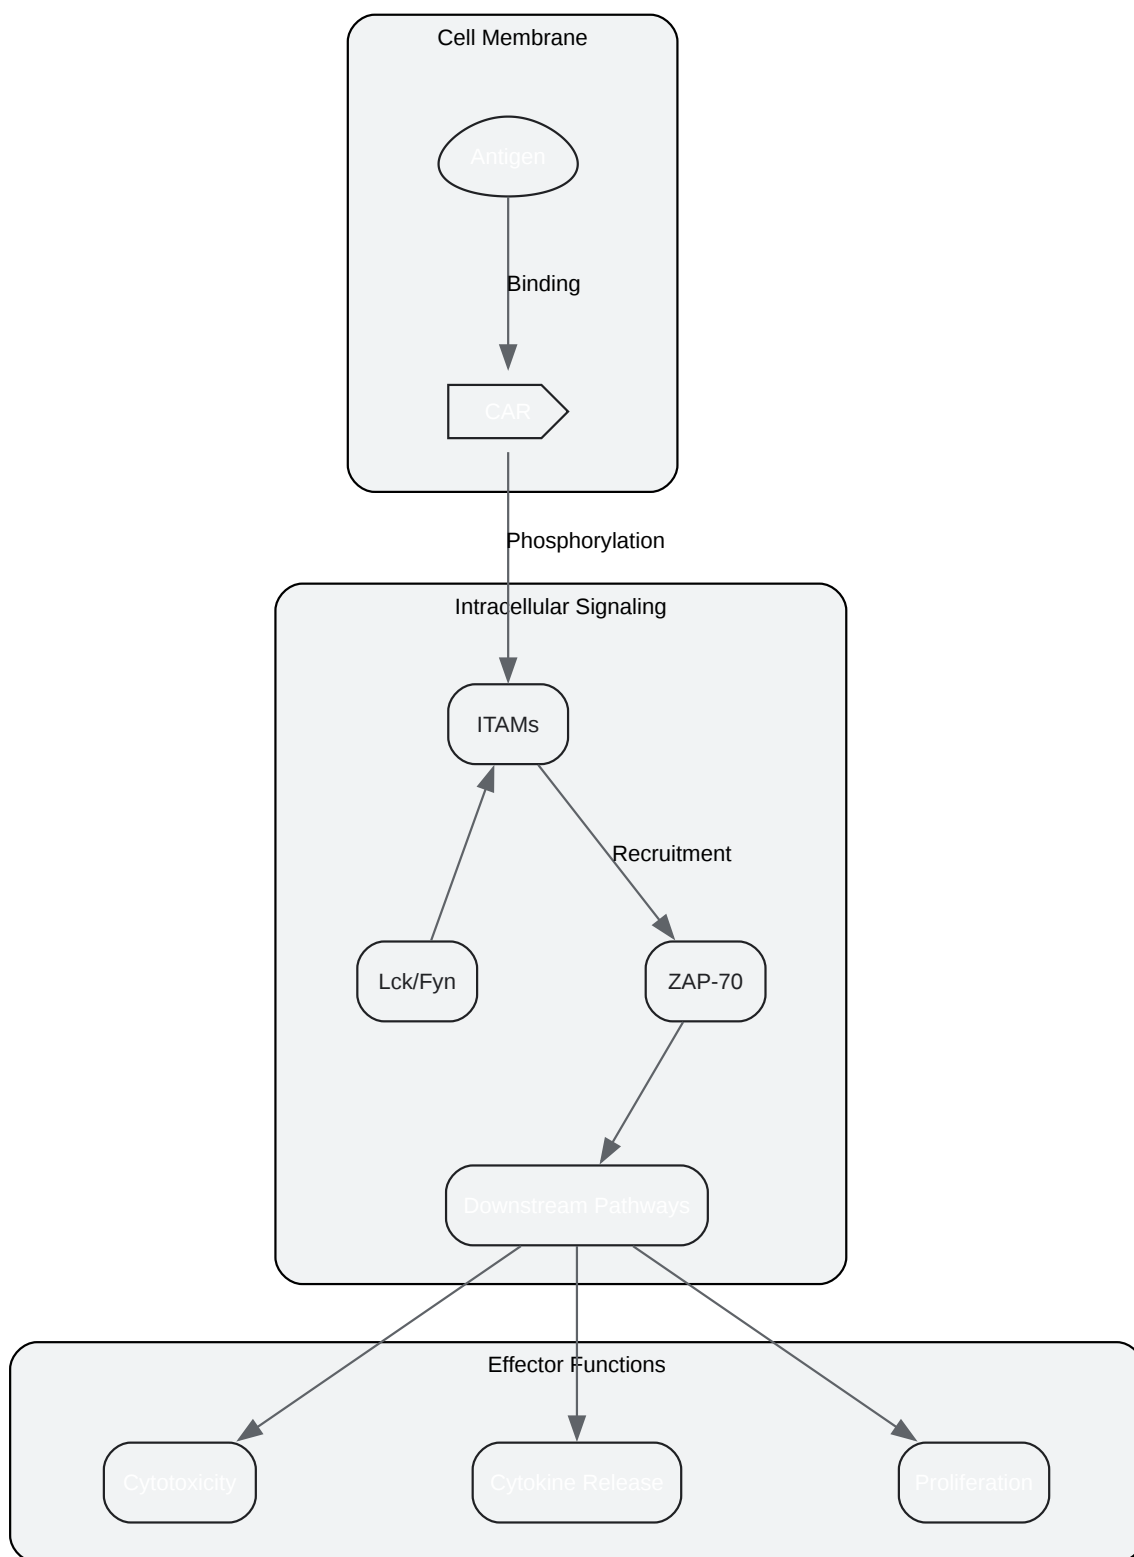 Cell Membrane
Antigen
Binding
CAR
Phosphorylation
Intracellular Signaling
ITAMs
Recruitment
Lck/Fyn
ZAP-70
Downstream Pathways
Effector Functions
Cytotoxicity
Cytokine Release
Proliferation